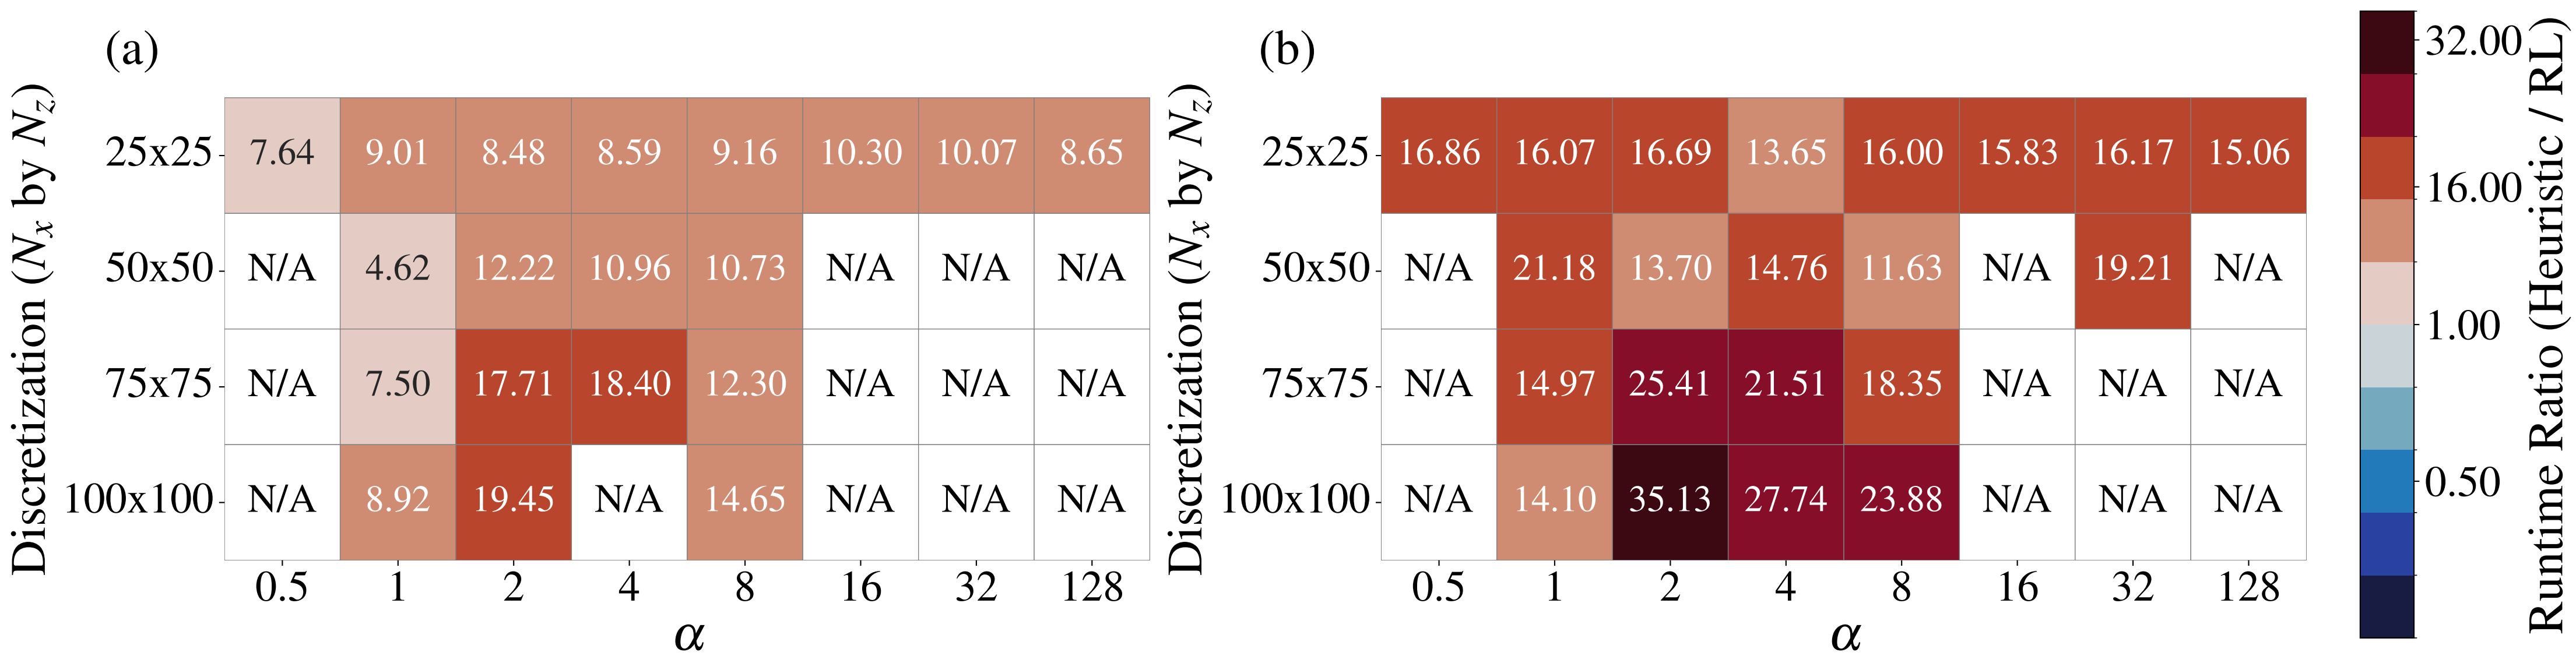 (a)
Discretization (Nx by Nz)
25x25 7.64 9.01 8.48 8.59 9.16 10.30 10.07 8.65
50x50 N/A 4.62 12.22 10.96 10.73 N/A N/A N/A
75x75 N/A 7.50 17.71 18.40 12.30 N/A N/A N/A
100x100 N/A 8.92 19.45 N/A 14.65 N/A N/A N/A
0.5 1 2 4 8 16 32 128
α
(b)
Discretization (Nx by Nz)
25x25 16.86 16.07 16.69 13.65 16.00 15.83 16.17 15.06
50x50 N/A 21.18 13.70 14.76 11.63 N/A 19.21 N/A
75x75 N/A 14.97 25.41 21.51 18.35 N/A N/A N/A
100x100 N/A 14.10 35.13 27.74 23.88 N/A N/A N/A
0.5 1 2 4 8 16 32 128
α
32.00
16.00
1.00
0.50
Runtime Ratio (Heuristic / RL)